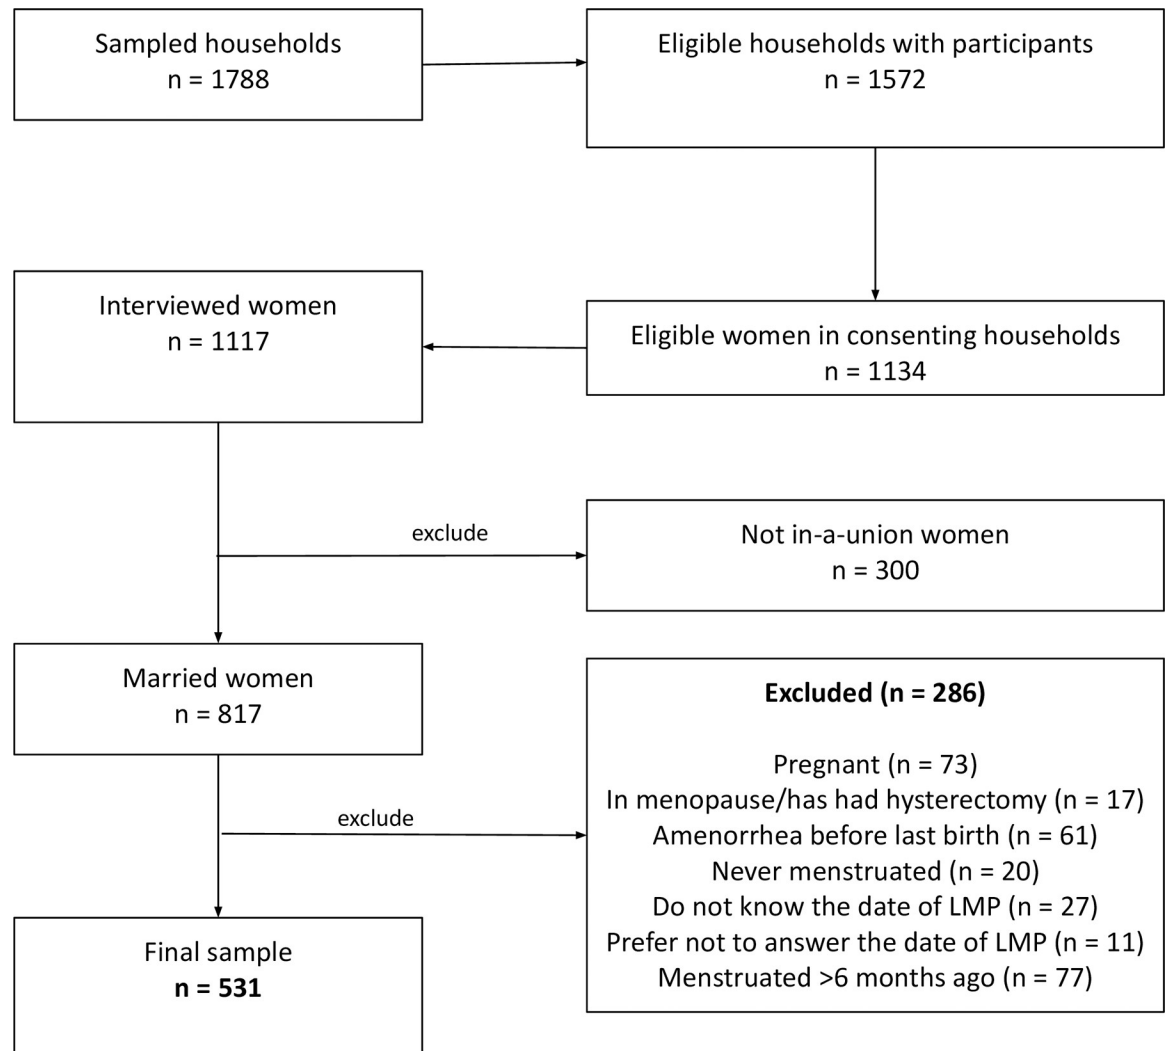 Sampled households
n = 1788
Eligible households with participants
n = 1572
Interviewed women
n = 1117
Eligible women in consenting households
n = 1134
exclude
Not in-a-union women
n = 300
Married women
n = 817
exclude
Excluded (n = 286)
Pregnant (n = 73)
In menopause/has had hysterectomy (n = 17)
Amenorrhea before last birth (n = 61)
Never menstruated (n = 20)
Do not know the date of LMP (n = 27)
Prefer not to answer the date of LMP (n = 11)
Menstruated >6 months ago (n = 77)
Final sample
n = 531